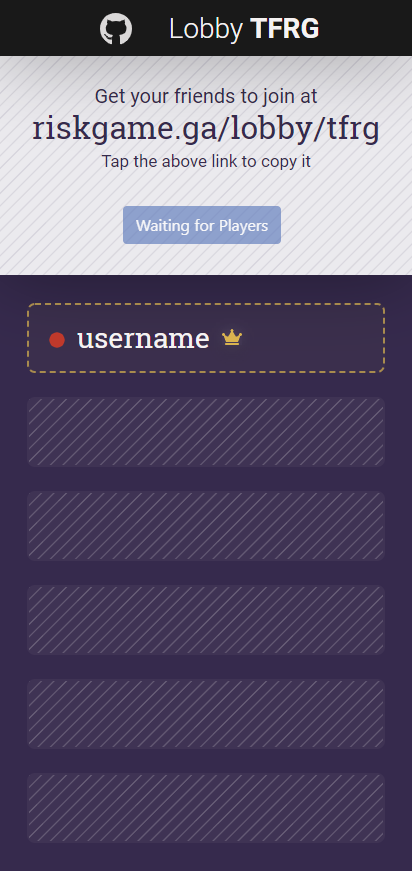 Lobby TFRG
Get your friends to join at
riskgame.ga/lobby/tfrg
Tap the above link to copy it
Waiting for Players
username